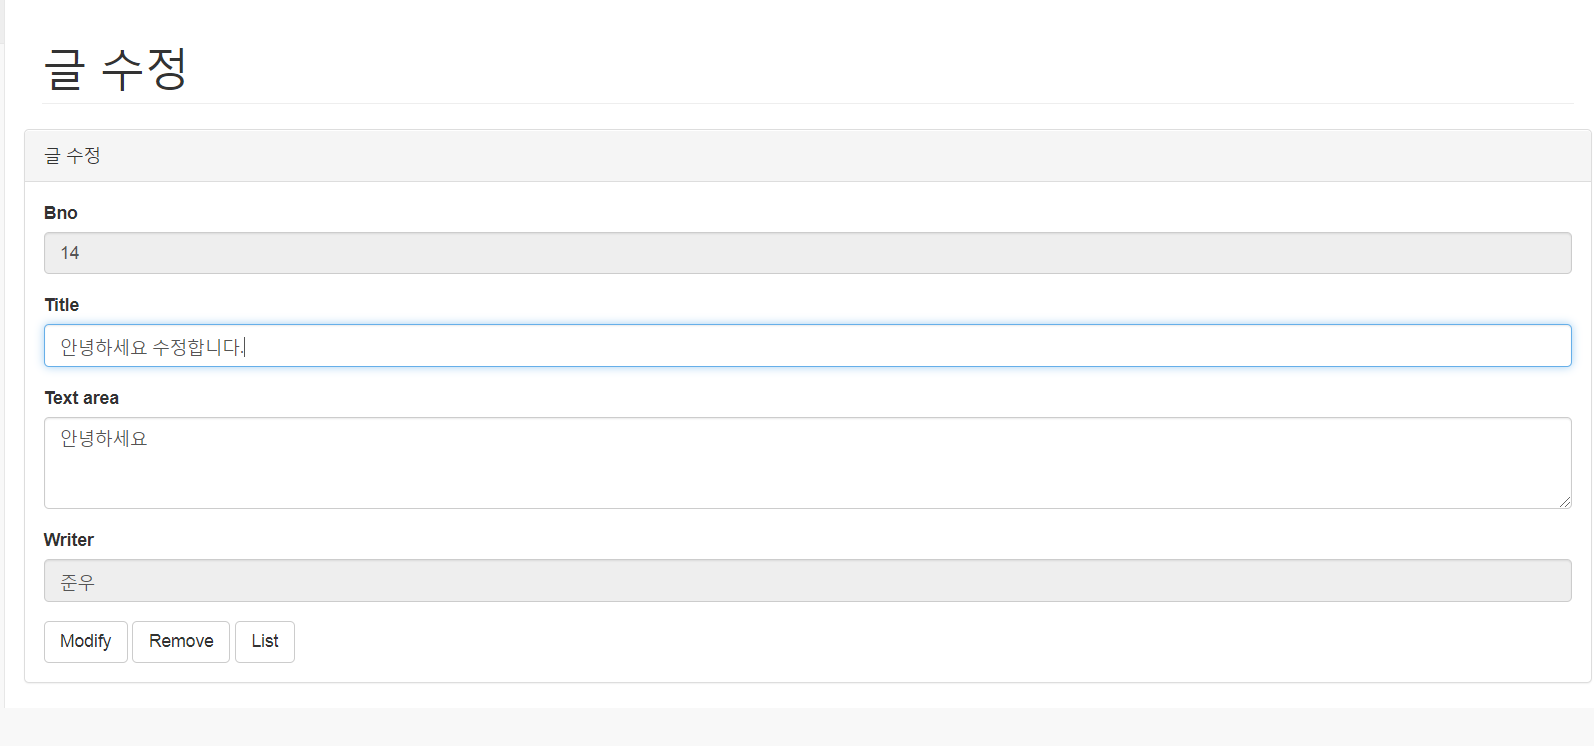 글 수정
글 수정
Bno
14
Title
안녕하세요 수정합니다.
Text area
안녕하세요
Writer
준우
Modify Remove List